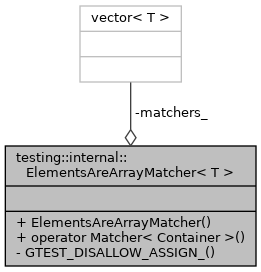 vector< T >
-matchers_
testing::internal::
ElementsAreArrayMatcher< T >
+ ElementsAreArrayMatcher()
+ operator Matcher< Container >()
- GTEST_DISALLOW_ASSIGN_()